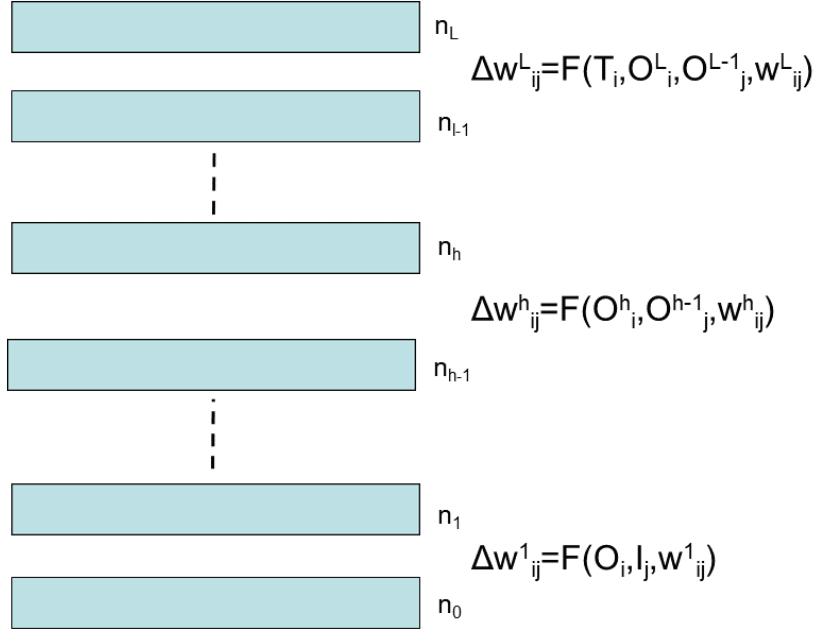 n_L
Δw^L_ij=F(T_i,O^L_i,O^L-1_j,w^L_ij)
n_l-1
n_h
Δw^h_ij=F(O^h_i,O^h-1_j,w^h_ij)
n_h-1
n_1
Δw^1_ij=F(O_i,I_j,w^1_ij)
n_0